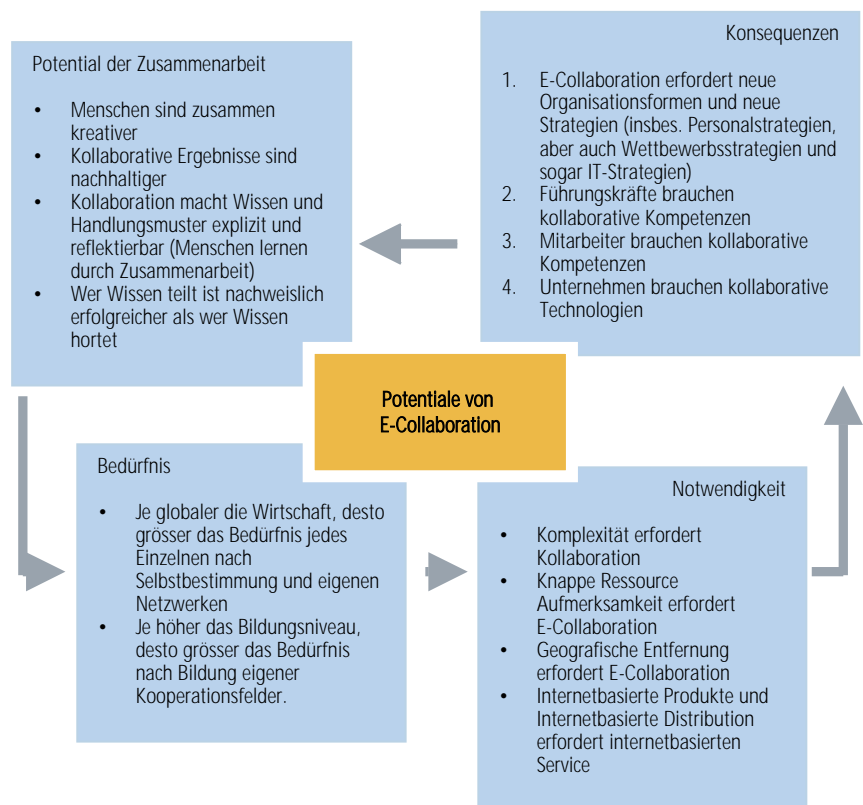 Potential der Zusammenarbeit
• Menschen sind zusammen
kreativer
• Kollaborative Ergebnisse sind
nachhaltiger
• Kollaboration macht Wissen und
Handlungsmuster explizit und
reflektierbar (Menschen lernen
durch Zusammenarbeit)
• Wer Wissen teilt ist nachweislich
erfolgreicher als wer Wissen
hortet
Konsequenzen
1. E-Collaboration erfordert neue
Organisationsformen und neue
Strategien (insbes. Personalstrategien,
aber auch Wettbewerbsstrategien und
sogar IT-Strategien)
2. Führungskräfte brauchen
kollaborative Kompetenzen
3. Mitarbeiter brauchen kollaborative
Kompetenzen
4. Unternehmen brauchen kollaborative
Technologien
Potentiale von
E-Collaboration
Bedürfnis
• Je globaler die Wirtschaft, desto
grösser das Bedürfnis jedes
Einzelnen nach
Selbstbestimmung und eigenen
Netzwerken
• Je höher das Bildungsniveau,
desto grösser das Bedürfnis
nach Bildung eigener
Kooperationsfelder.
Notwendigkeit
• Komplexität erfordert
Kollaboration
• Knappe Ressource
Aufmerksamkeit erfordert
E-Collaboration
• Geografische Entfernung
erfordert E-Collaboration
• Internetbasierte Produkte und
Internetbasierte Distribution
erfordert internetbasierten
Service